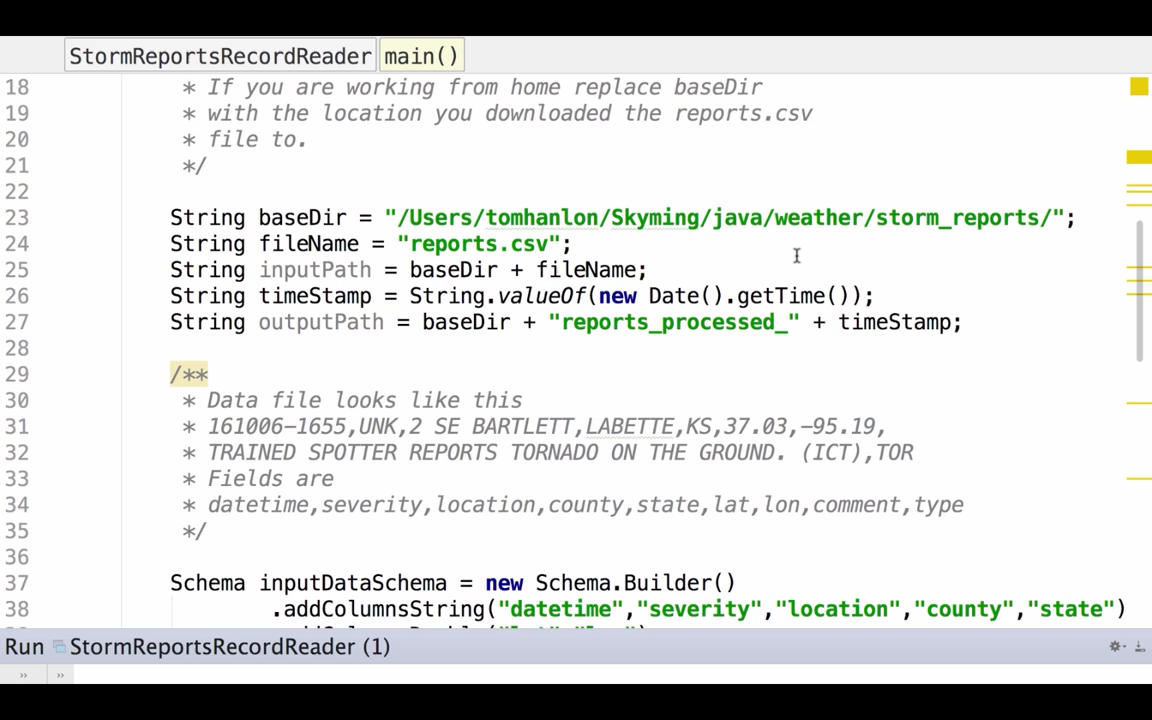 StormReportsRecordReader main()
18 * If you are working from home replace baseDir
19 * with the location you downloaded the reports.csv
20 * file to.
21 */
22
23 String baseDir = "/Users/tomhanlon/Skyming/java/weather/storm_reports/";
24 String fileName = "reports.csv";
25 String inputPath = baseDir + fileName;
26 String timeStamp = String.valueOf(new Date().getTime());
27 String outputPath = baseDir + "reports_processed_" + timeStamp;
28
29 /**
30 * Data file looks like this
31 * 161006-1655,UNK,2 SE BARTLETT,LABETTE,KS,37.03,-95.19,
32 * TRAINED SPOTTER REPORTS TORNADO ON THE GROUND. (ICT),TOR
33 * Fields are
34 * datetime,severity,location,county,state,lat,lon,comment,type
35 */
36
37 Schema inputDataSchema = new Schema.Builder()
38 .addColumnsString("datetime","severity","location","county","state")
Run StormReportsRecordReader (1)